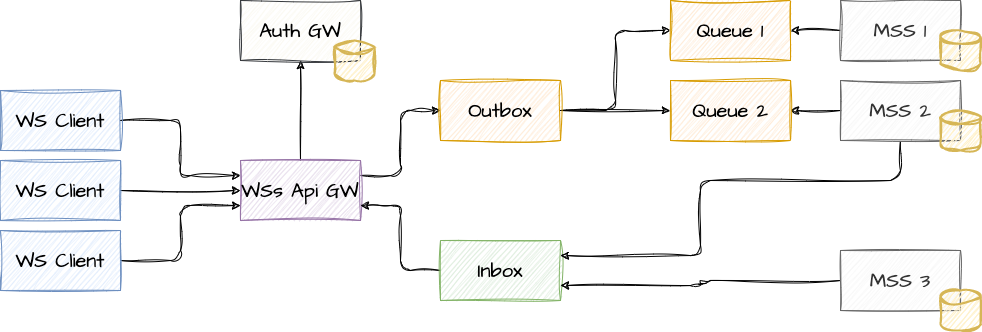 Auth GW
Queue 1
MSS 1
WS Client
Outbox
Queue 2
MSS 2
WS Client
WSs Api GW
WS Client
Inbox
MSS 3